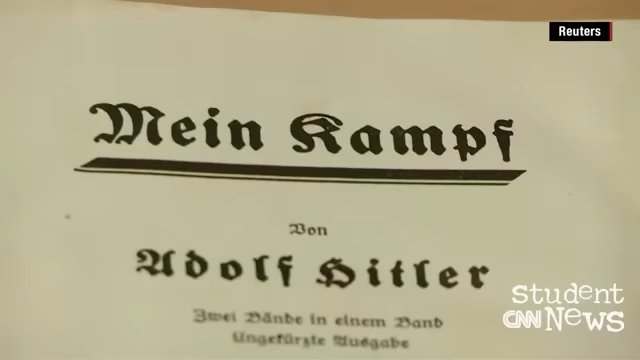 Reuters
Mein Kampf
Von
Adolf Hitler
Zwei Bände in einem Band
Ungekürzte Ausgabe
student
CNN NEWS